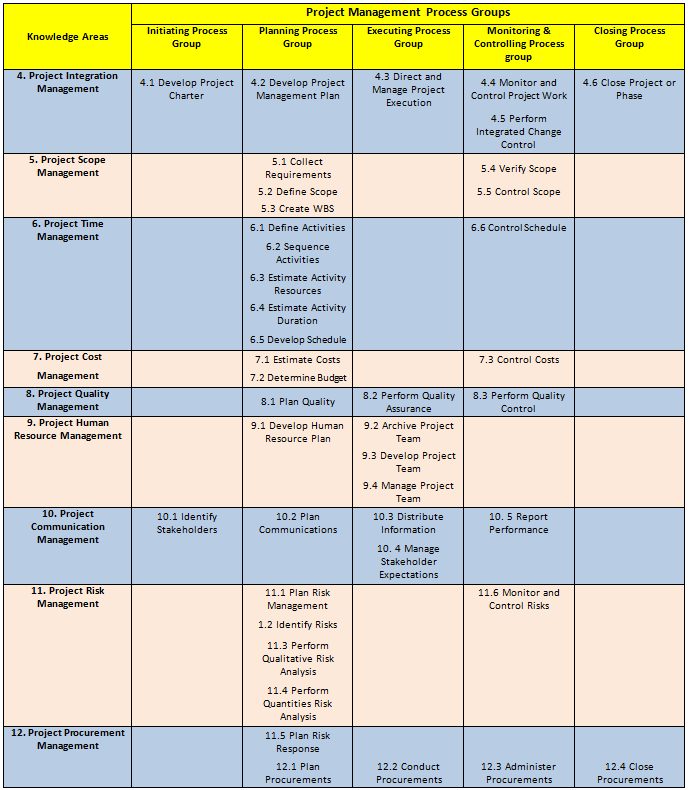 Knowledge Areas
Project Management Process Groups
Initiating Process
Group
Planning Process
Group
Executing Process
Group
Monitoring &
Controlling Process
group
Closing Process
Group
4. Project Integration
Management
4.1 Develop Project
Charter
4.2 Develop Project
Management Plan
4.3 Direct and
Manage Project
Execution
4.4 Monitor and
Control Project Work
4.5 Perform
Integrated Change
Control
4.6 Close Project or
Phase
5. Project Scope
Management
5.1 Collect
Requirements
5.2 Define Scope
5.3 Create WBS
5.4 Verify Scope
5.5 Control Scope
6. Project Time
Management
6.1 Define Activities
6.2 Sequence
Activities
6.3 Estimate Activity
Resources
6.4 Estimate Activity
Duration
6.5 Develop Schedule
6.6 Control Schedule
7. Project Cost
Management
7.1 Estimate Costs
7.2 Determine Budget
7.3 Control Costs
8. Project Quality
Management
8.1 Plan Quality
8.2 Perform Quality
Assurance
8.3 Perform Quality
Control
9. Project Human
Resource Management
9.1 Develop Human
Resource Plan
9.2 Archive Project
Team
9.3 Develop Project
Team
9.4 Manage Project
Team
10. Project
Communication
Management
10.1 Identify
Stakeholders
10.2 Plan
Communications
10.3 Distribute
Information
10. 4 Manage
Stakeholder
Expectations
10. 5 Report
Performance
11. Project Risk
Management
11.1 Plan Risk
Management
1.2 Identify Risks
11.3 Perform
Qualitative Risk
Analysis
11.4 Perform
Quantities Risk
Analysis
11.6 Monitor and
Control Risks
12. Project Procurement
Management
11.5 Plan Risk
Response
12.1 Plan
Procurements
12.2 Conduct
Procurements
12.3 Administer
Procurements
12.4 Close
Procurements